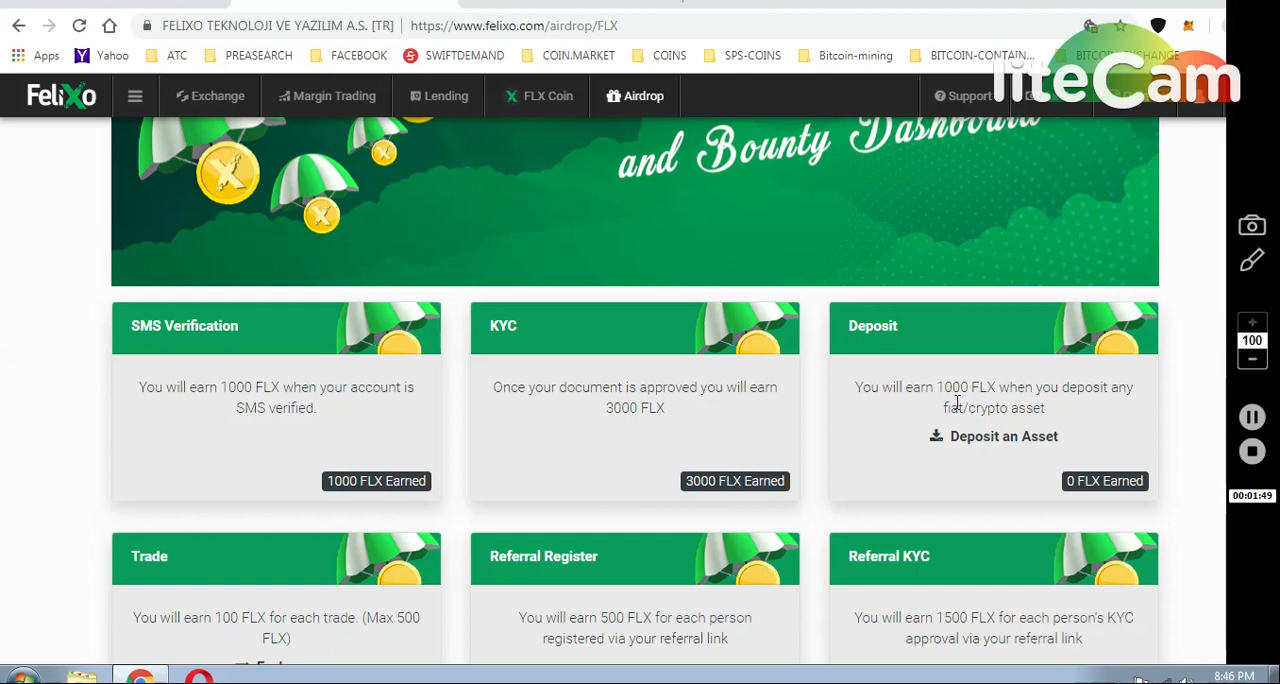 FELIXO TEKNOLOJI VE YAZILIM A.S. [TR] | https://www.felixo.com/airdrop/FLX
Apps Yahoo ATC PREASEARCH FACEBOOK SWIFTDEMAND COIN.MARKET COINS SPS-COINS Bitcoin-mining BITCOIN-CONTAIN...
liteCam
FeliXo Exchange Margin Trading Lending FLX Coin Airdrop Support
and Bounty Dashboard
SMS Verification KYC Deposit
You will earn 1000 FLX when your account is Once your document is approved you will earn You will earn 1000 FLX when you deposit any
SMS verified. 3000 FLX fiat/crypto asset
Deposit an Asset
1000 FLX Earned 3000 FLX Earned 0 FLX Earned
Trade Referral Register Referral KYC
You will earn 100 FLX for each trade. (Max 500 You will earn 500 FLX for each person You will earn 1500 FLX for each person's KYC
FLX) registered via your referral link approval via your referral link
100
00:01:49
8:46 PM